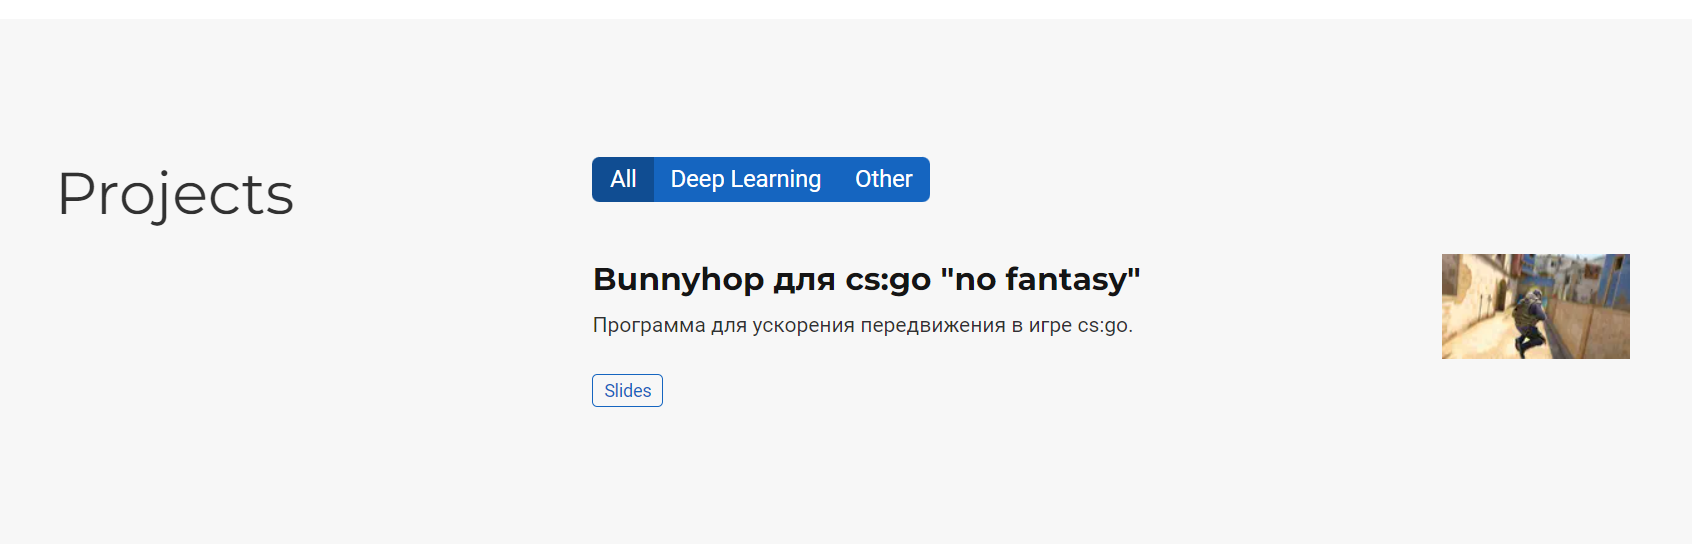 Projects
All Deep Learning Other
Bunnyhop для cs:go "no fantasy"
Программа для ускорения передвижения в игре cs:go.
Slides